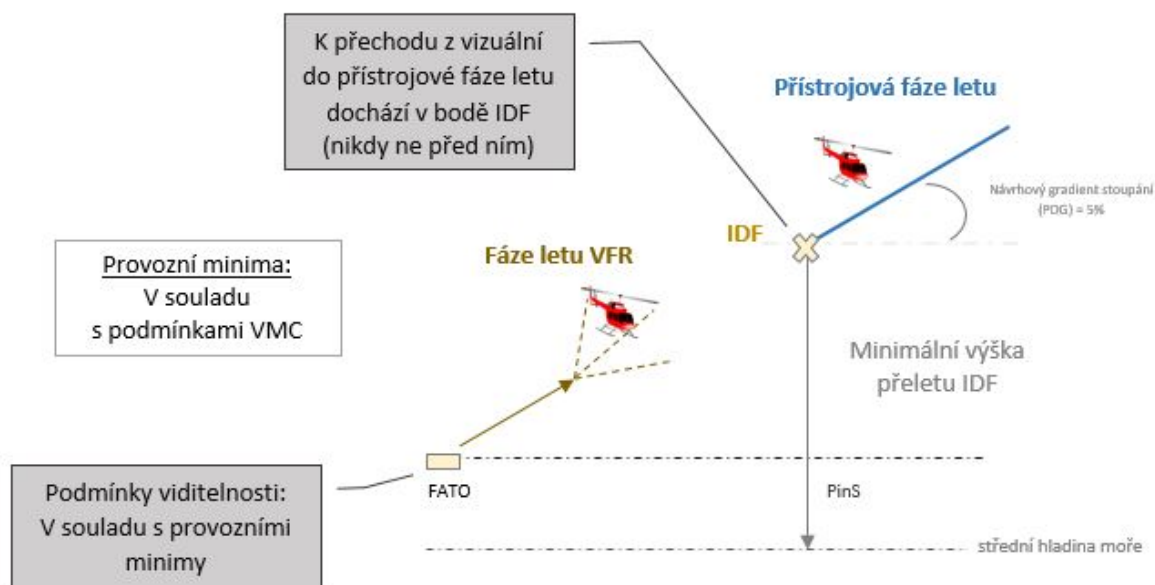 K přechodu z vizuální
do přístrojové fáze letu
dochází v bodě IDF
(nikdy ne před ním)
Přístrojová fáze letu
Návrhový gradient stoupání
(PDG) = 5%
IDF
Fáze letu VFR
Provozní minima:
V souladu
s podmínkami VMC
Minimální výška
přeletu IDF
FATO
PinS
Podmínky viditelnosti:
V souladu s provozními
minimy
střední hladina moře